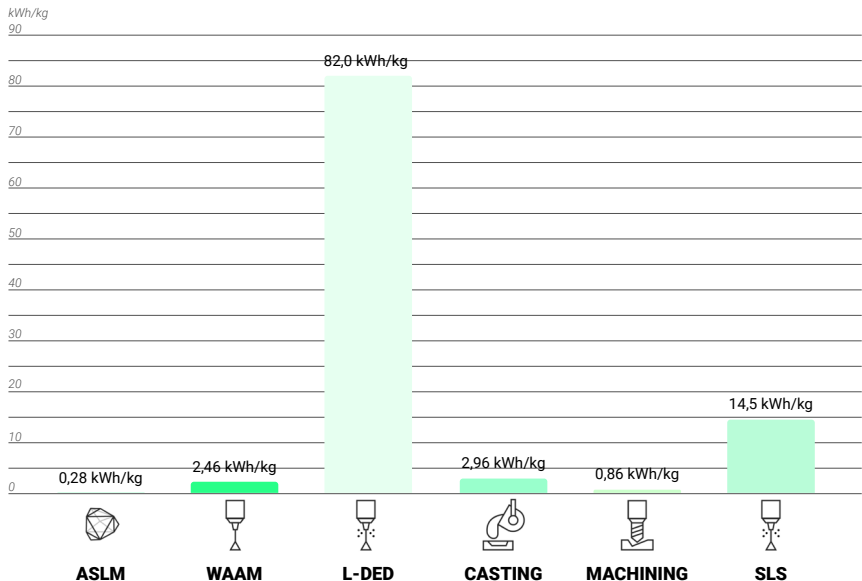 kWh/kg
90
82,0 kWh/kg
80
70
60
50
40
30
20
14,5 kWh/kg
10
0,28 kWh/kg
2,46 kWh/kg
2,96 kWh/kg
0,86 kWh/kg
0
ASLM
WAAM
L-DED
CASTING
MACHINING
SLS